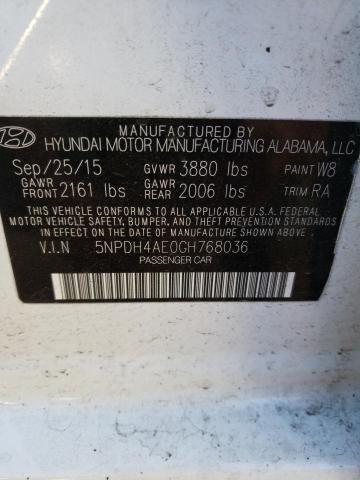 MANUFACTURED BY
HYUNDAI MOTOR MANUFACTURING ALABAMA, LLC
Sep/25/15 GVWR 3880 lbs PAINT W8
GAWR FRONT 2161 lbs GAWR REAR 2006 lbs TRIM RA
THIS VEHICLE CONFORMS TO ALL APPLICABLE U.S.A. FEDERAL
MOTOR VEHICLE SAFETY, BUMPER, AND THEFT PREVENTION
STANDARDS IN EFFECT ON THE DATE OF MANUFACTURE
SHOWN ABOVE.
V.I.N 5NPDH4AE0GH768036
PASSENGER CAR